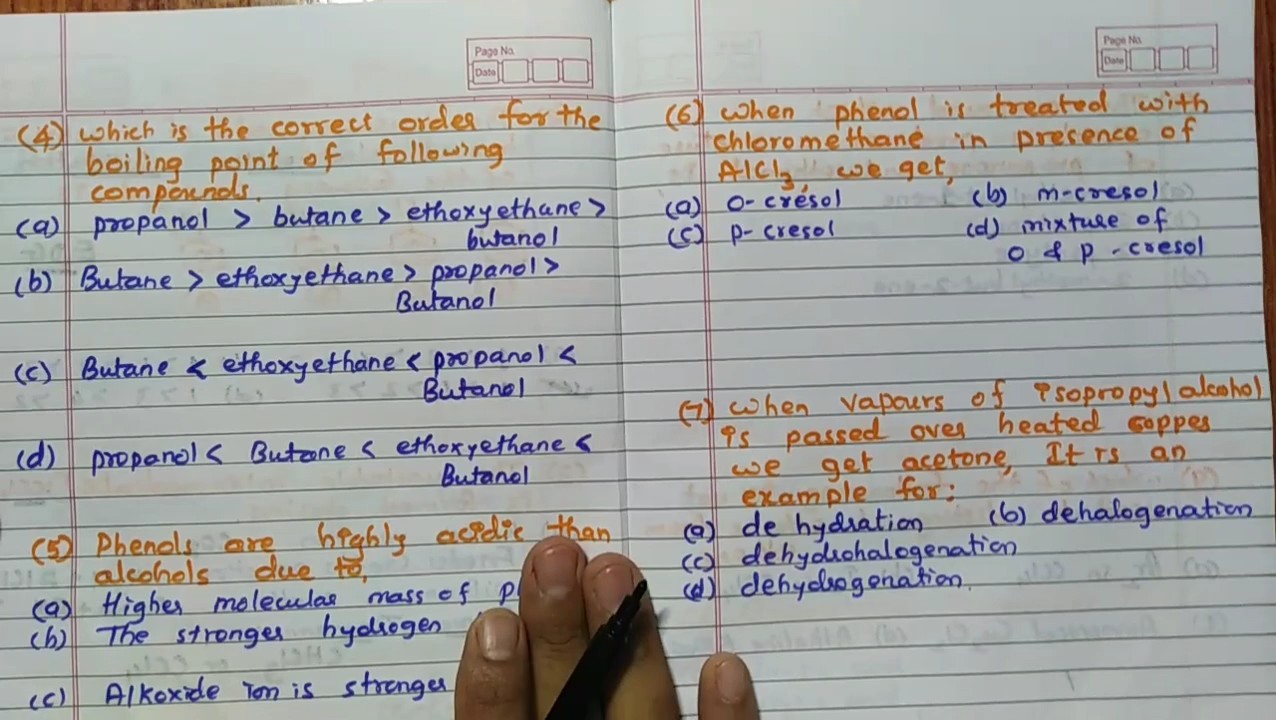 Page No.
Date
(4) which is the correct order for the
boiling point of following
compounds.
(a) propanol > butane > ethoxyethane >
butanol
(b) Butane > ethoxyethane > propanol >
Butanol
(c) Butane < ethoxyethane < propanol <
Butanol
(d) propanol < Butane < ethoxyethane <
Butanol
(5) Phenols are highly acidic than
alcohols due to,
(a) Higher molecular mass of
(b) The stronger hydrogen
(c) Alkoxide ion is stronger
Page No.
Date
(6) when phenol is treated with
chloromethane in presence of
AlCl3, we get,
(a) o-cresol (b) m-cresol
(c) p-cresol (d) mixture of
o & p-cresol
(7) when vapours of isopropyl alcohol
is passed over heated copper
we get acetone, It is an
example for:
(a) dehydration (b) dehalogenation
(c) dehydrohalogenation
(d) dehydrogenation.